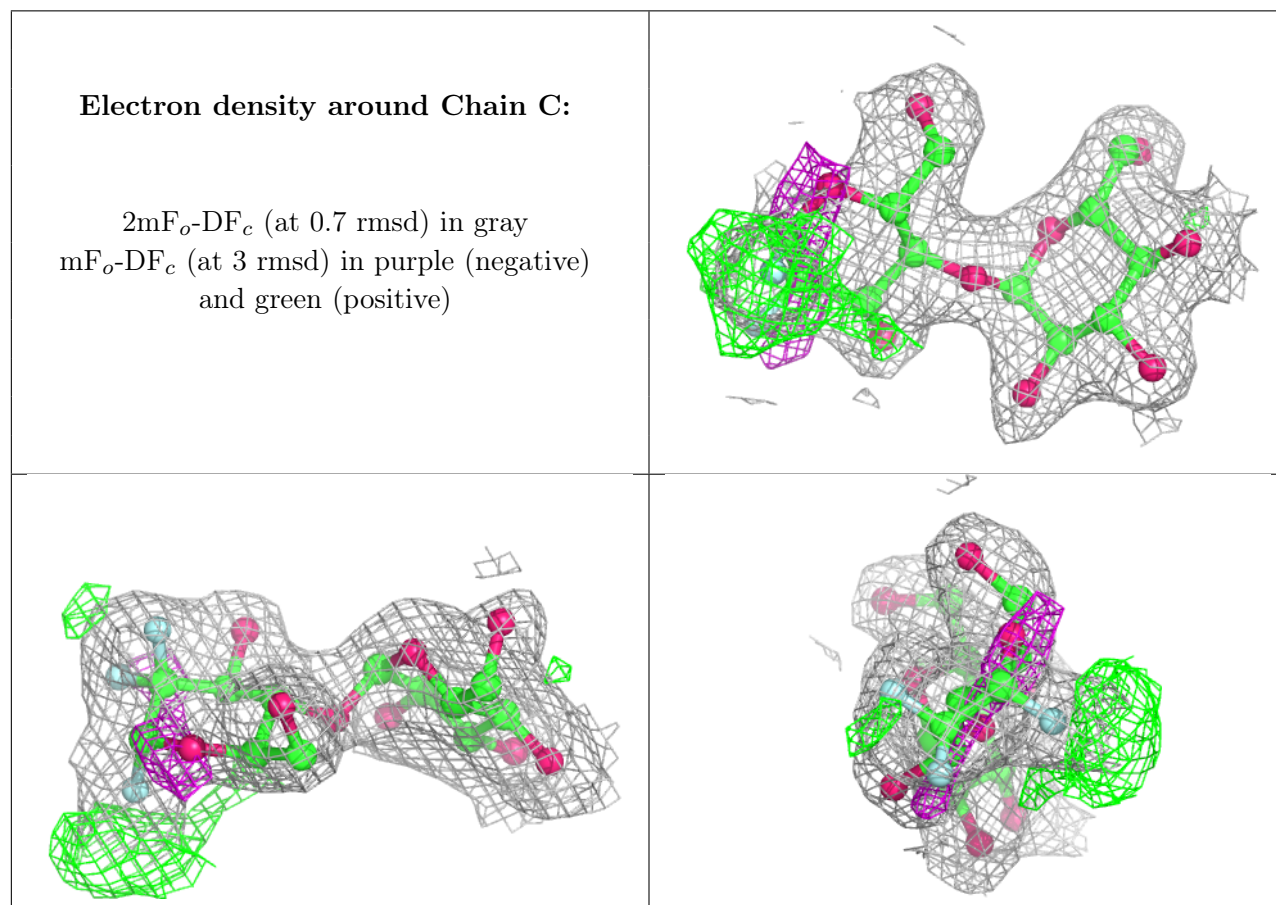 Electron density around Chain C:
2mFo-DFc (at 0.7 rmsd) in gray
mFo-DFc (at 3 rmsd) in purple (negative)
and green (positive)